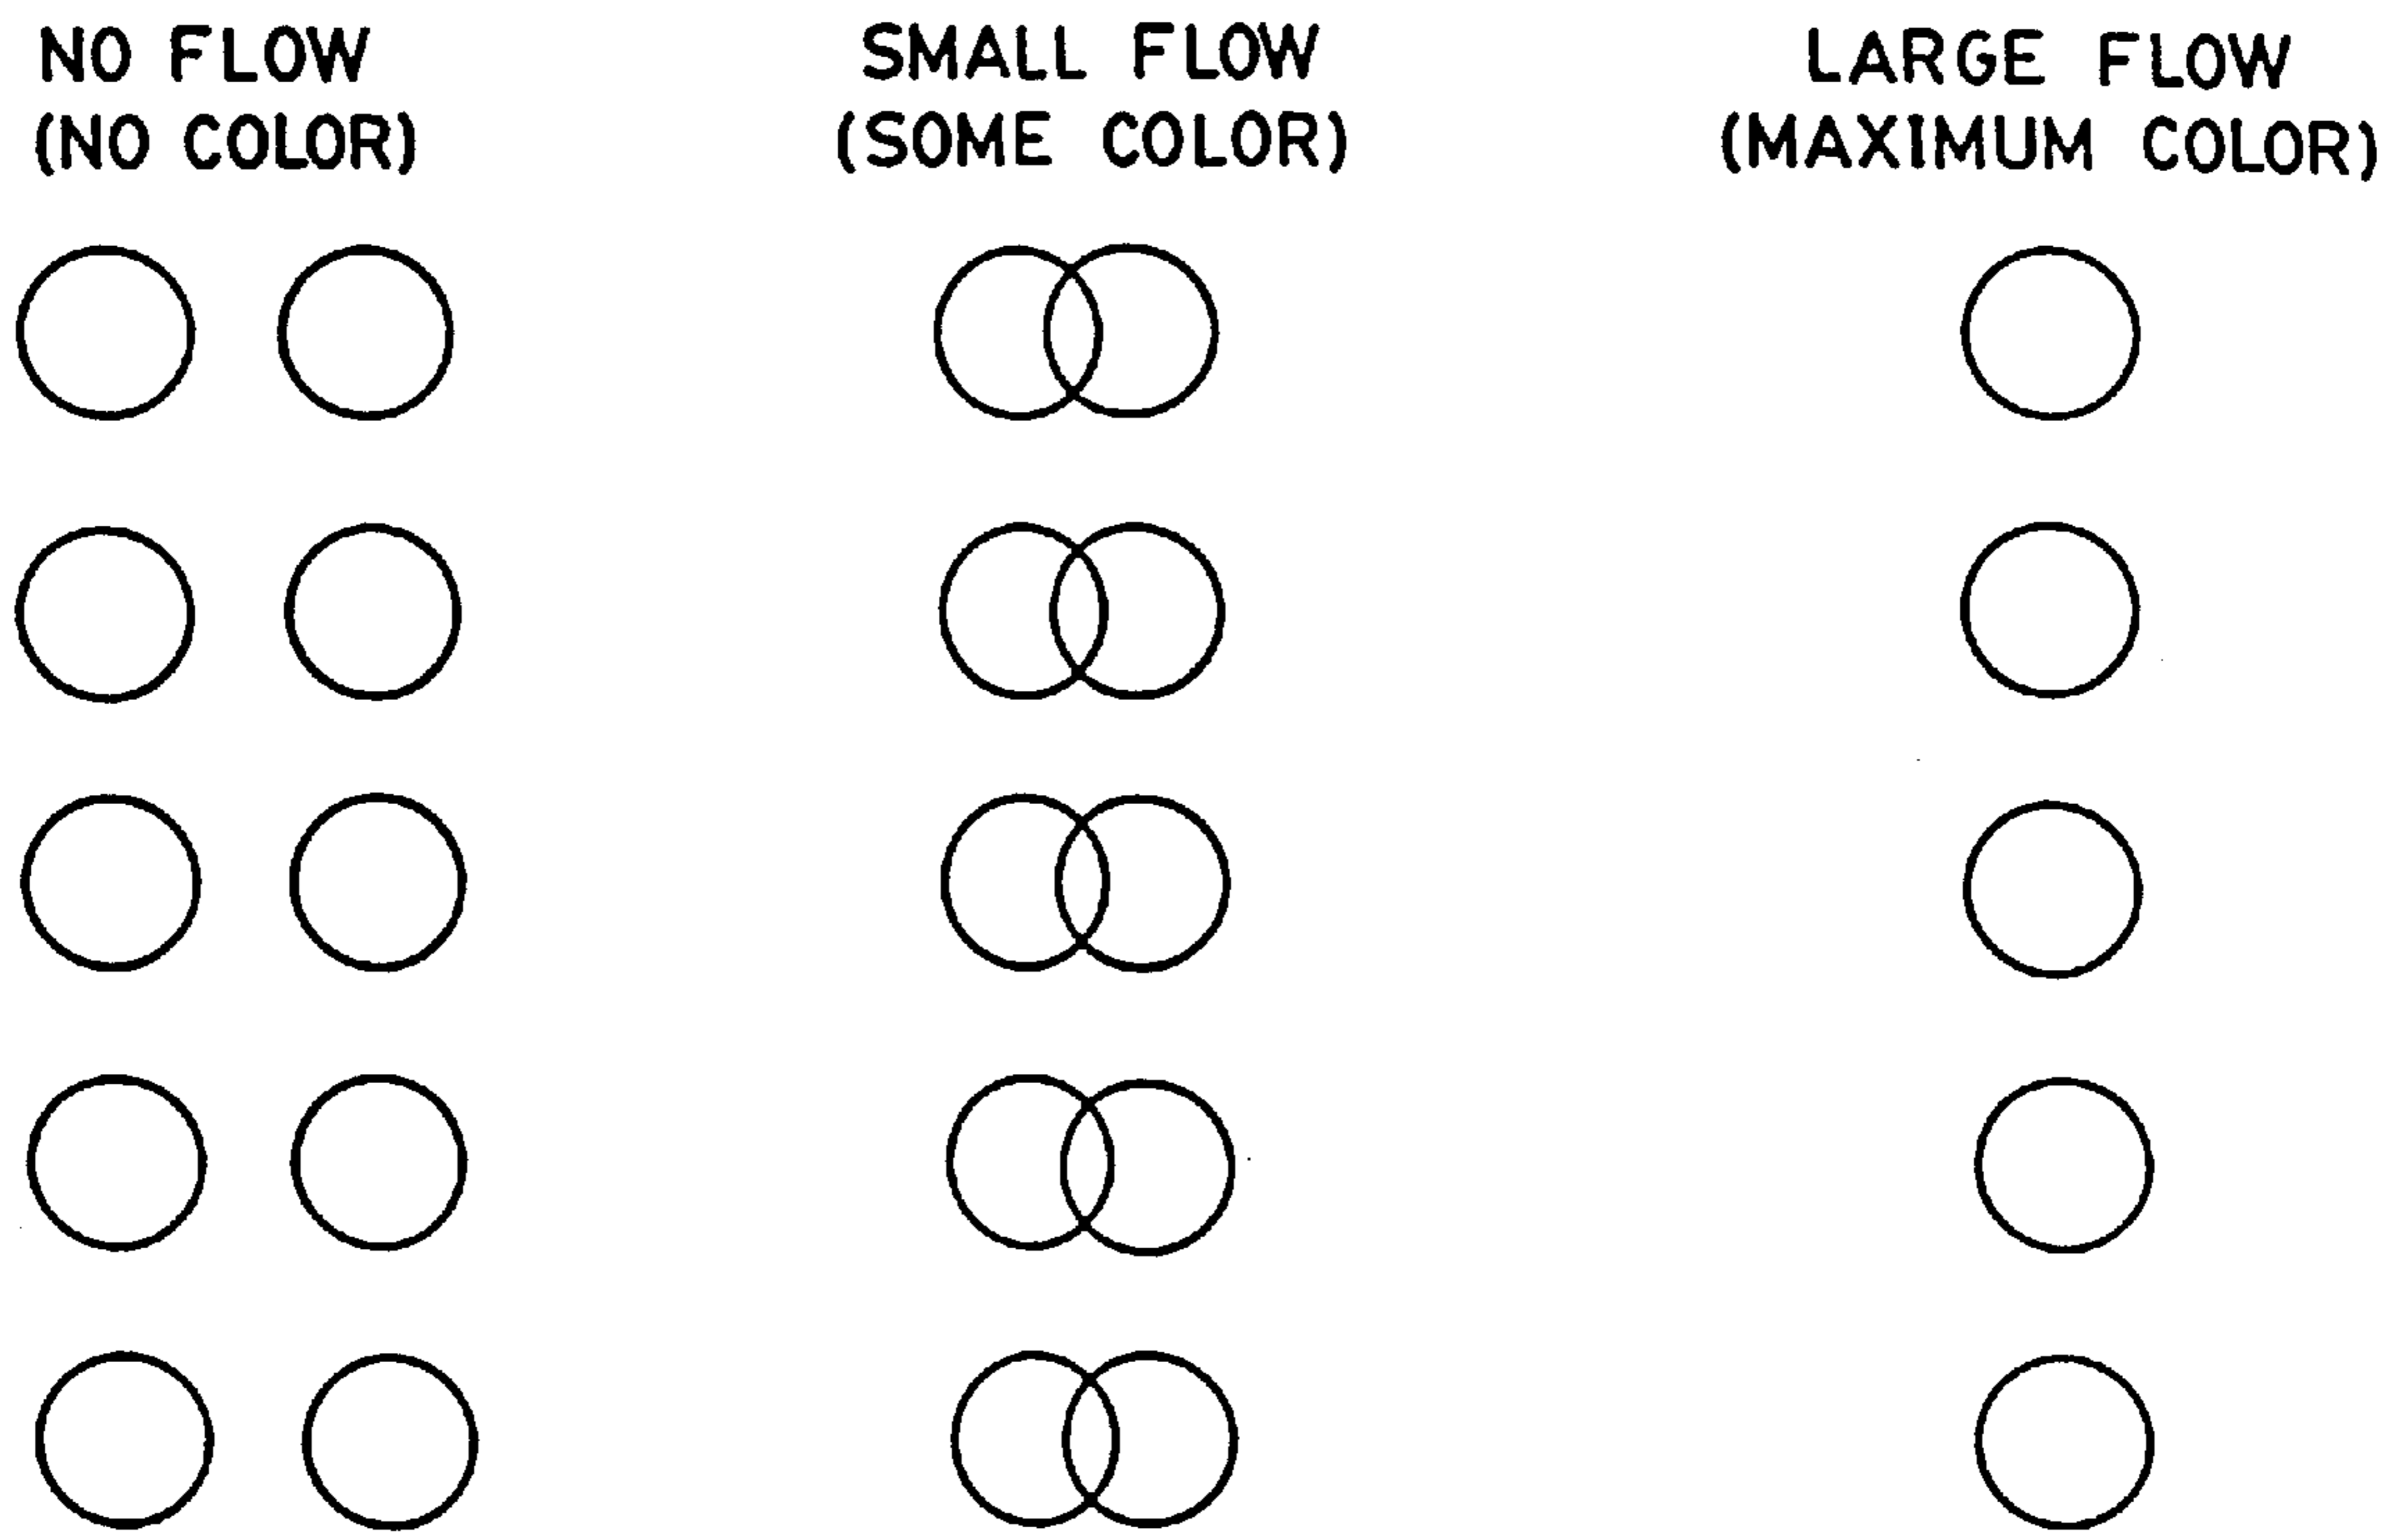 NO FLOW
(NO COLOR)
SMALL FLOW
(SOME COLOR)
LARGE FLOW
(MAXIMUM COLOR)